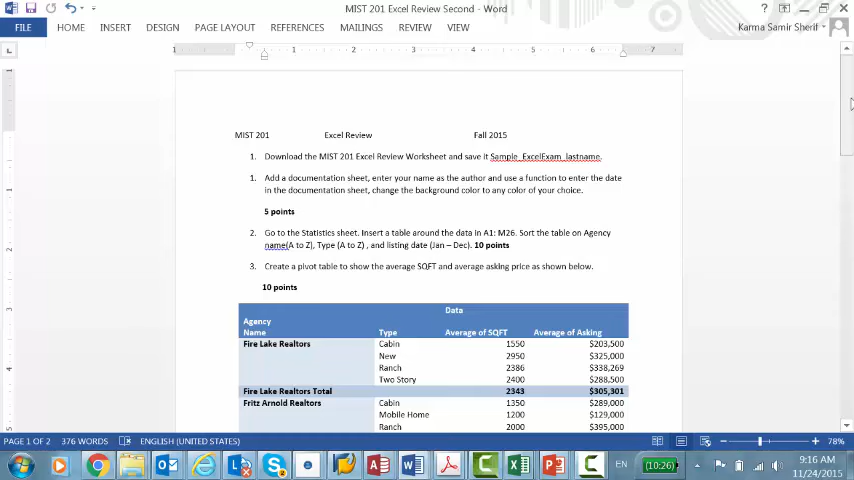 MIST 201 Excel Review Second - Word
FILE HOME INSERT DESIGN PAGE LAYOUT REFERENCES MAILINGS REVIEW VIEW Karma Samir Sherif
MIST 201 Excel Review Fall 2015
1. Download the MIST 201 Excel Review Worksheet and save it Sample_ExcelExam_lastname.
1. Add a documentation sheet, enter your name as the author and use a function to enter the date
in the documentation sheet, change the background color to any color of your choice.
5 points
2. Go to the Statistics sheet. Insert a table around the data in A1: M26. Sort the table on Agency
name(A to Z), Type (A to Z) , and listing date (Jan – Dec). 10 points
3. Create a pivot table to show the average SQFT and average asking price as shown below.
10 points
Data
Agency
Name Type Average of SQFT Average of Asking
Fire Lake Realtors Cabin 1550 $203,500
New 2950 $325,000
Ranch 2386 $338,269
Two Story 2400 $288,500
Fire Lake Realtors Total 2343 $305,301
Fritz Arnold Realtors Cabin 1350 $289,000
Mobile Home 1200 $129,000
Ranch 2000 $395,000
PAGE 1 OF 2 376 WORDS ENGLISH (UNITED STATES) 78%
EN (10:26) 9:16 AM
11/24/2015